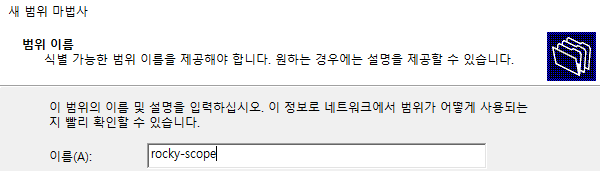 새 범위 마법사
범위 이름
식별 가능한 범위 이름을 제공해야 합니다. 원하는 경우에는 설명을 제공할 수 있습니다.
이 범위의 이름 및 설명을 입력하십시오. 이 정보로 네트워크에서 범위가 어떻게 사용되는
지 빨리 확인할 수 있습니다.
이름(A): rocky-scope